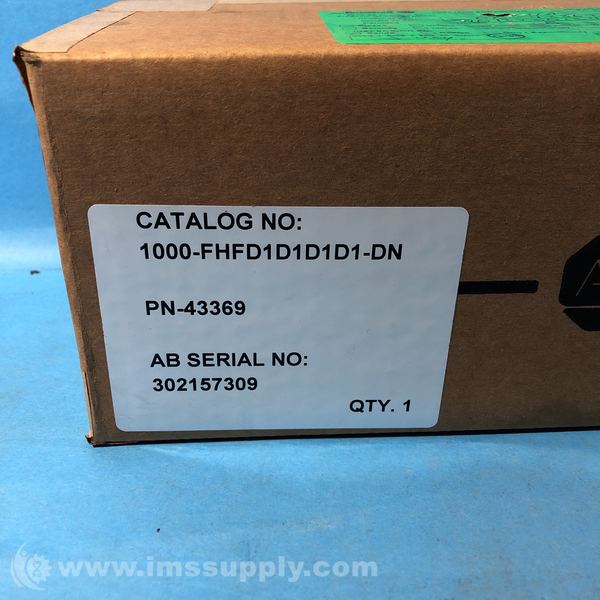 CATALOG NO:
1000-FHFD1D1D1D1-DN
PN-43369
AB SERIAL NO:
302157309
QTY. 1
www.imssupply.com